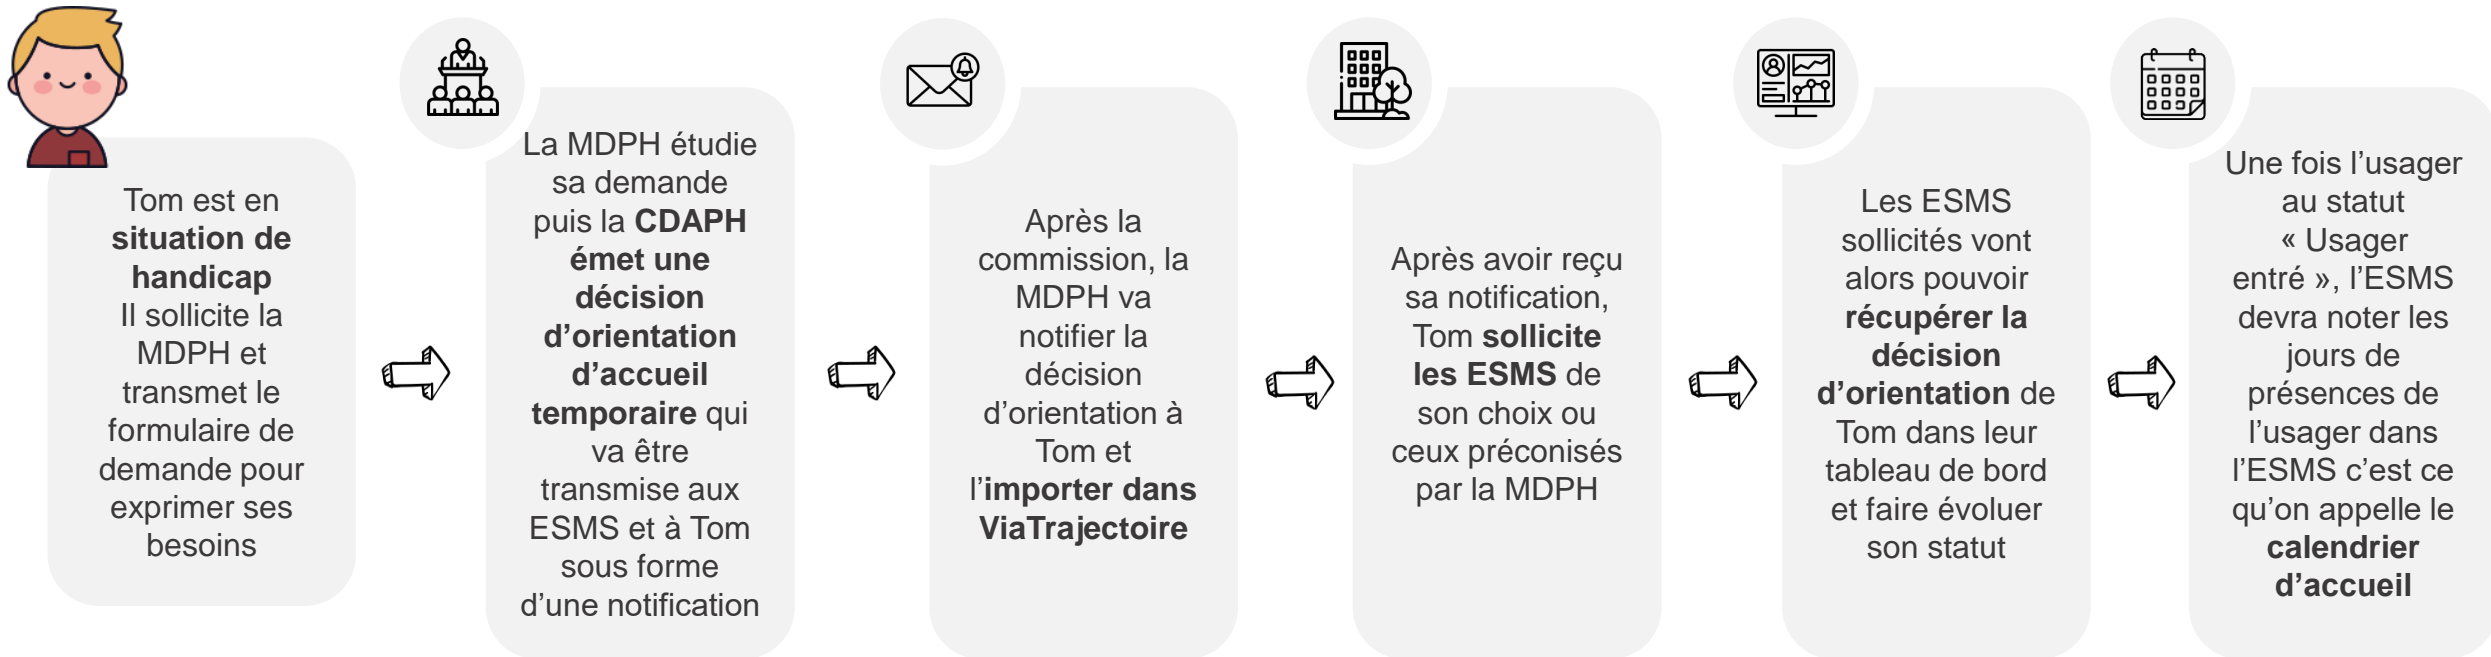 Tom est en
situation de
handicap
Il sollicite la
MDPH et
transmet le
formulaire de
demande pour
exprimer ses
besoins
La MDPH étudie
sa demande
puis la CDAPH
émet une
décision
d’orientation
d’accueil
temporaire qui
va être
transmise aux
ESMS et à Tom
sous forme
d’une notification
Après la
commission, la
MDPH va
notifier la
décision
d’orientation à
Tom et
l’importer dans
ViaTrajectoire
Après avoir reçu
sa notification,
Tom sollicite
les ESMS de
son choix ou
ceux préconisés
par la MDPH
Les ESMS
sollicités vont
alors pouvoir
récupérer la
décision
d’orientation de
Tom dans leur
tableau de bord
et faire évoluer
son statut
Une fois l’usager
au statut
« Usager
entré », l’ESMS
devra noter les
jours de
présences de
l’usager dans
l’ESMS c’est ce
qu’on appelle le
calendrier
d’accueil